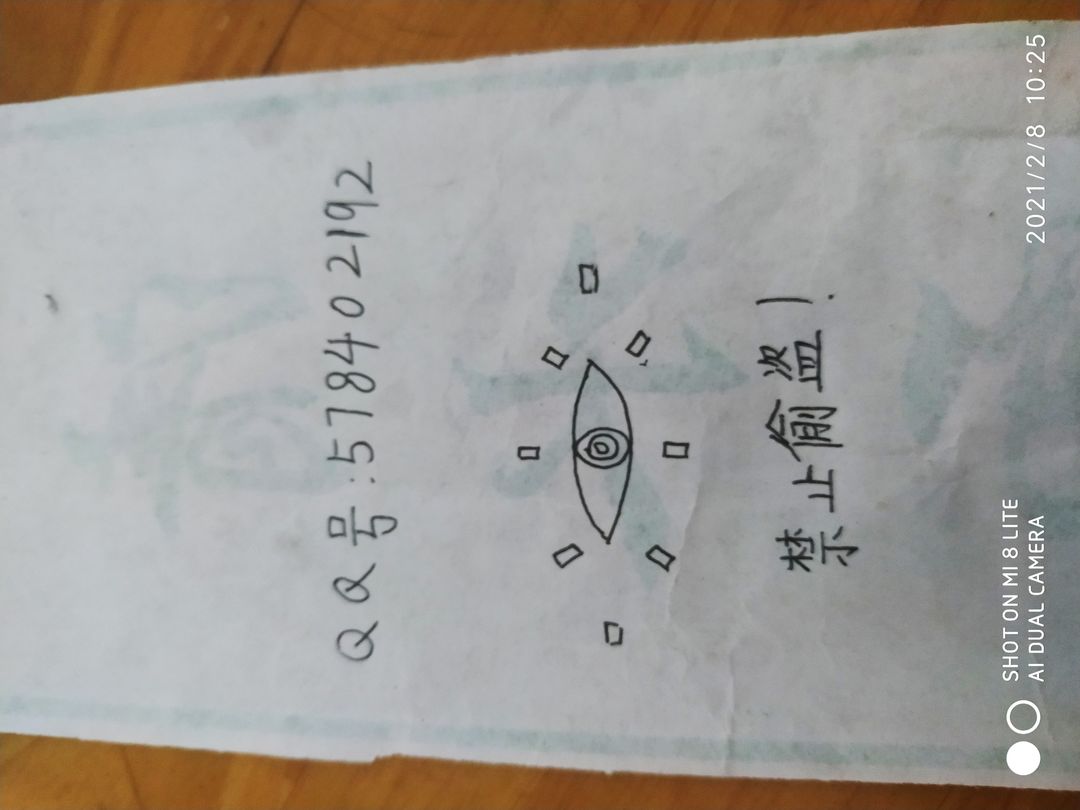 QQ号:578402192
禁止偷盗!
SHOT ON MI 8 LITE
AI DUAL CAMERA
2021/2/8 10:25